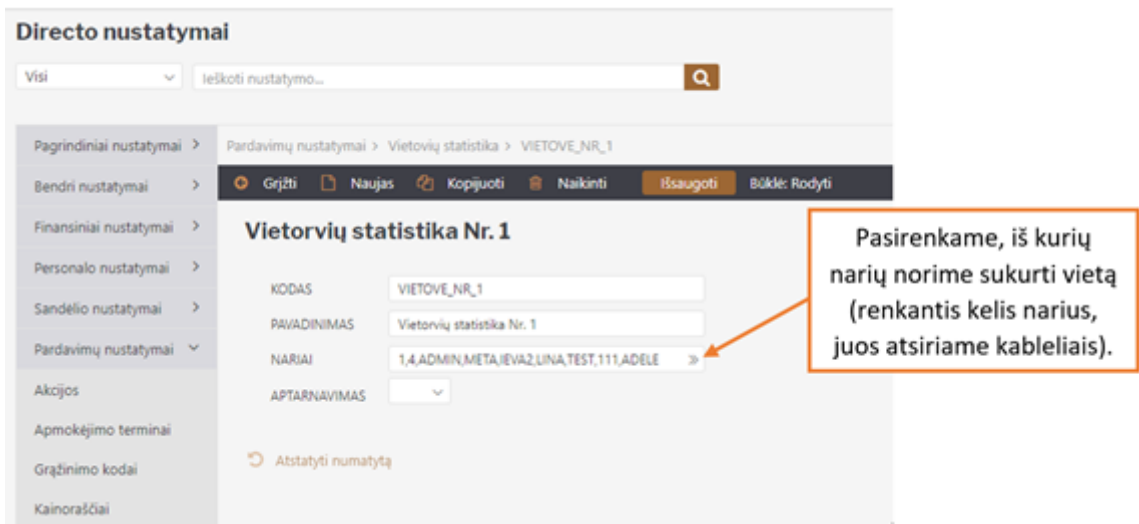 Directo nustatymai
Visi
Ieškoti nustatymo...
Pagrindiniai nustatymai >
Pardavimų nustatymai > Vietovių statistika > VIETOVE_NR_1
Bendri nustatymai >
Grįžti Naujas Kopijuoti Naikinti Išsaugoti Būklė: Rodyti
Finansiniai nustatymai >
Vietorvių statistika Nr. 1
Personalo nustatymai >
KODAS VIETOVE_NR_1
Sandėlio nustatymai >
PAVADINIMAS Vietorvių statistika Nr. 1
Pardavimų nustatymai
NARIAI 1,4,ADMIN,META,IEVA2,LINA,TEST,111,ADELE »
Akcijos
APTARNAVIMAS
Apmokėjimo terminai
Grąžinimo kodai
Atstatyti numatytą
Kainoraščiai
Pasirenkame, iš kurių
narių norime sukurti vietą
(renkantis kelis narius,
juos atsiriame kableliais).